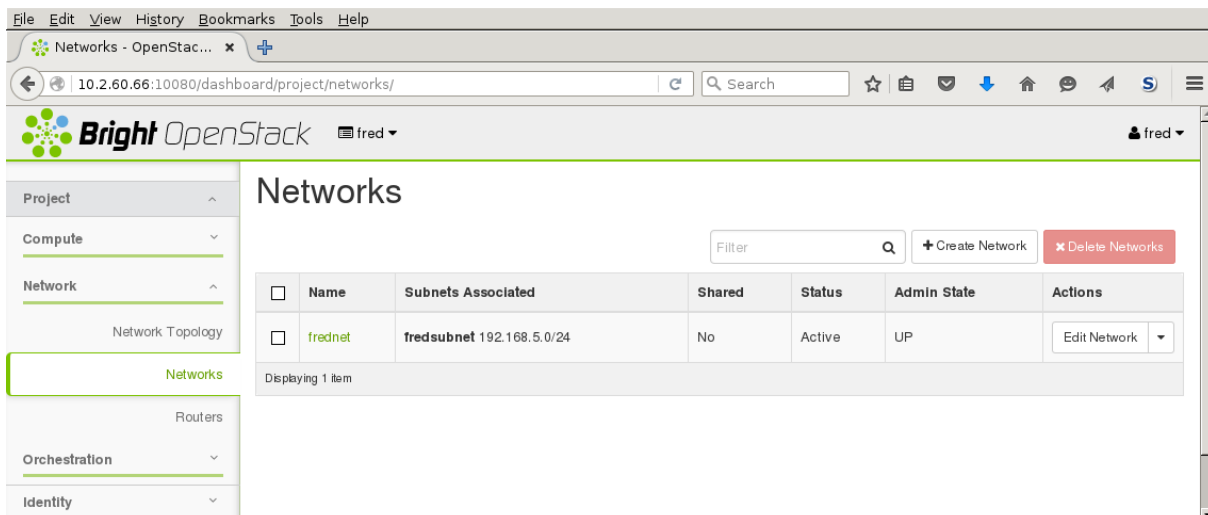 File Edit View History Bookmarks Tools Help
Networks - OpenStac...
10.2.60.66:10080/dashboard/project/networks/ Search S)
Bright OpenStack fred fred
Networks
Project
Compute
Filter Create Network Delete Networks
Network
Name Subnets Associated Shared Status Admin State Actions
Network Topology
frednet fredsubnet 192.168.5.0/24 No Active UP Edit Network
Networks
Displaying 1 item
Routers
Orchestration
Identity